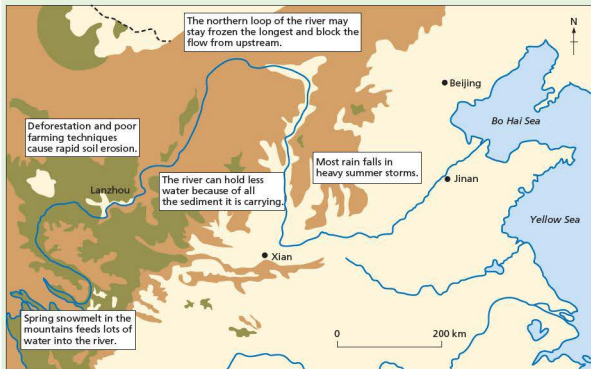 The northern loop of the river may
stay frozen the longest and block the
flow from upstream.
N
Beijing
Bo Hai Sea
Deforestation and poor
farming techniques
cause rapid soil erosion.
Most rain falls in
heavy summer storms.
The river can hold less
water because of all
the sediment it is carrying.
Lanzhou
Jinan
Yellow Sea
Xian
Spring snowmelt in the
mountains feeds lots of
water into the river.
0
200 km